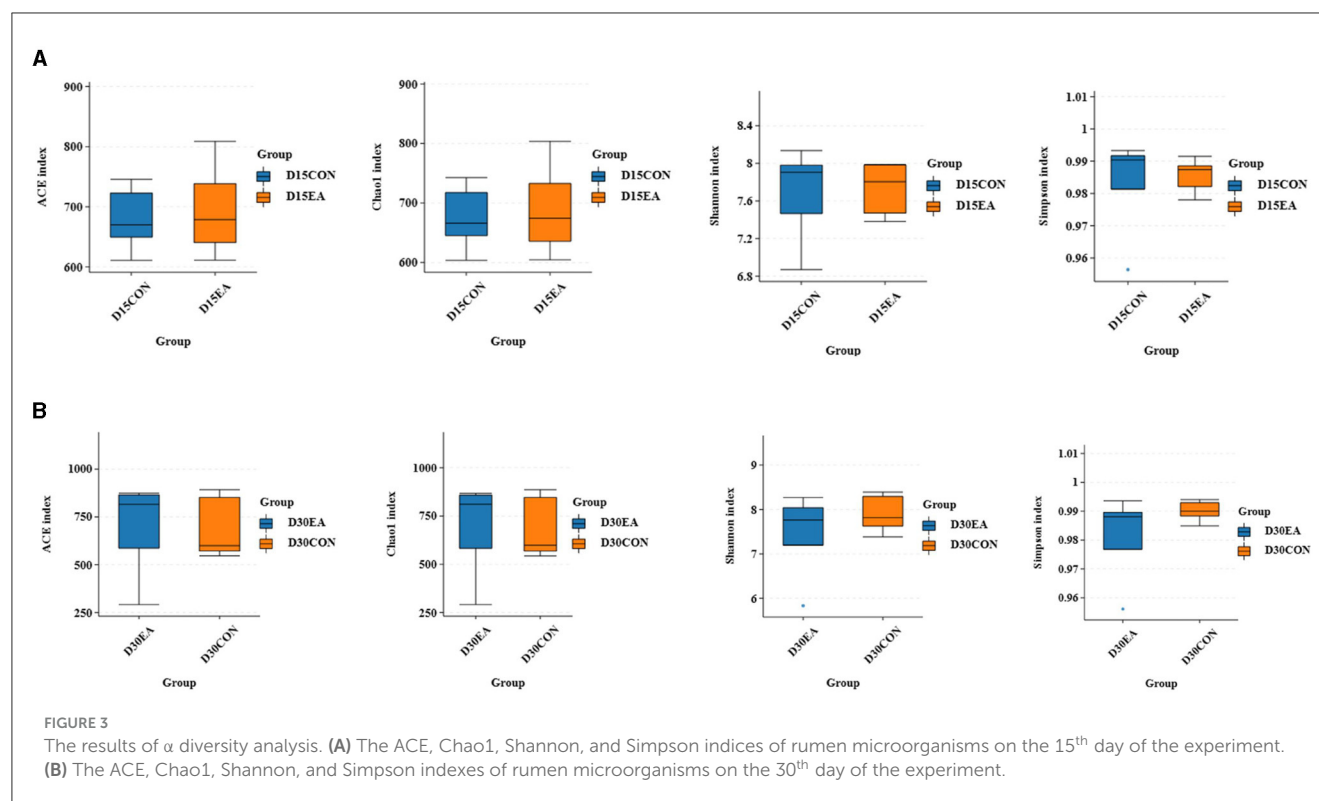 A
900
800
700
600
ACE index
D15CON
D15EA
Group
Group
D15CON
D15EA
900
800
700
600
Chao1 index
D15CON
D15EA
Group
Group
D15CON
D15EA
8.4
8
7.6
7.2
6.8
Shannon index
D15CON
D15EA
Group
Group
D15CON
D15EA
1.01
1
0.99
0.98
0.97
0.96
Simpson index
D15CON
D15EA
Group
Group
D15CON
D15EA
B
1000
750
500
250
ACE index
D30EA
D30CON
Group
Group
D30EA
D30CON
1000
750
500
250
Chao1 index
D30EA
D30CON
Group
Group
D30EA
D30CON
9
8
7
6
Shannon index
D30EA
D30CON
Group
Group
D30EA
D30CON
1.01
1
0.99
0.98
0.97
0.96
Simpson index
D30EA
D30CON
Group
Group
D30EA
D30CON
FIGURE 3
The results of α diversity analysis. (A) The ACE, Chao1, Shannon, and Simpson indices of rumen microorganisms on the 15th day of the experiment.
(B) The ACE, Chao1, Shannon, and Simpson indexes of rumen microorganisms on the 30th day of the experiment.